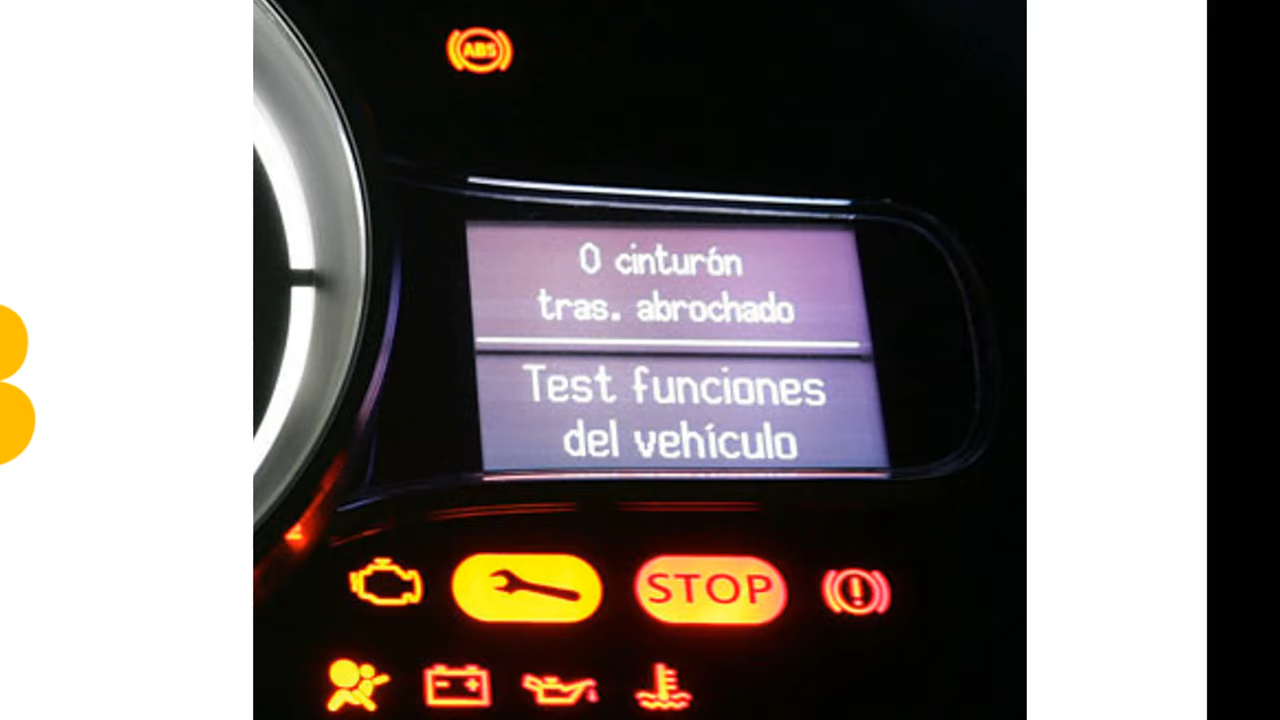 ABS
0 cinturón
tras. abrochado
Test funciones
del vehículo
STOP